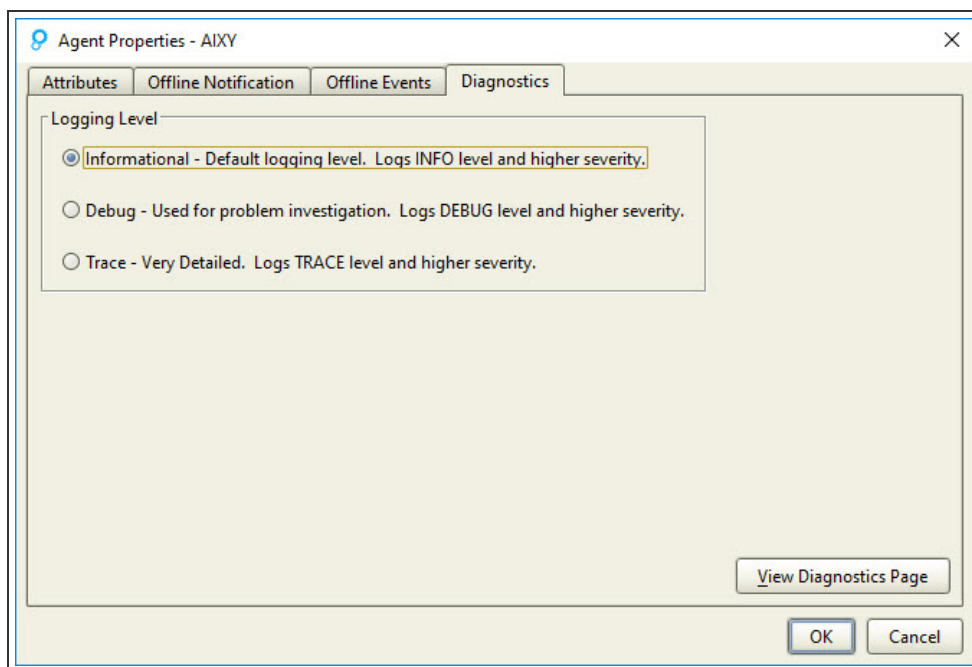 Agent Properties - AIXY
Attributes Offline Notification Offline Events Diagnostics
Logging Level
Informational - Default logging level.  Logs INFO level and higher severity.
Debug - Used for problem investigation.  Logs DEBUG level and higher severity.
Trace - Very Detailed.  Logs TRACE level and higher severity.
View Diagnostics Page
OK Cancel